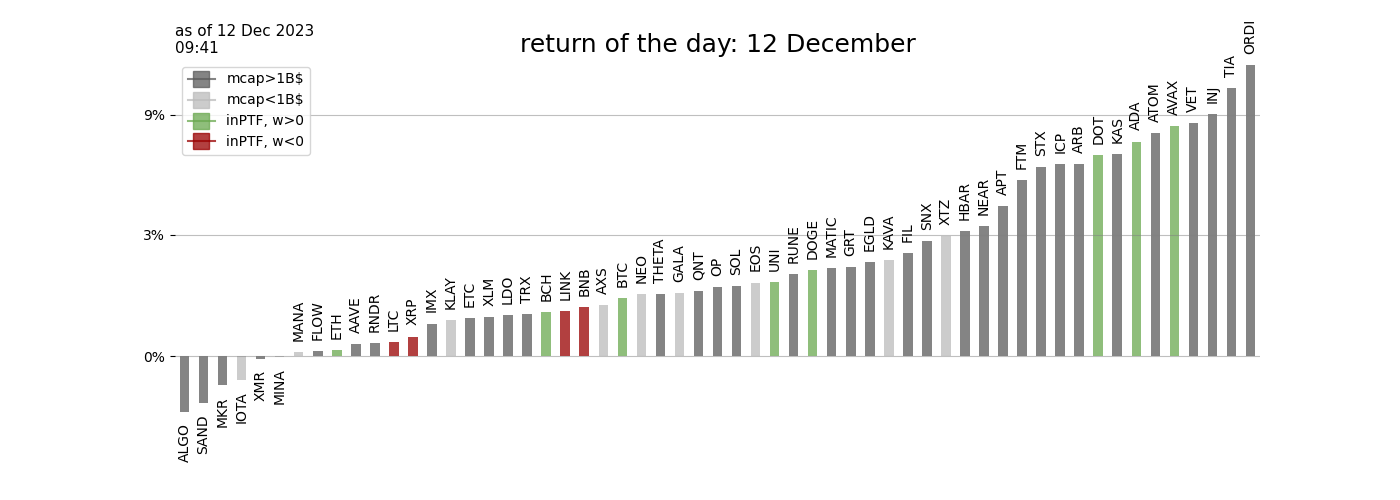 as of 12 Dec 2023
09:41
return of the day: 12 December
mcap>1B$
mcap<1B$
inPTF, w>0
inPTF, w<0
9%
3%
0%
ALGO
SAND
MKR
IOTA
XMR
MINA
MANA
FLOW
ETH
AAVE
RNDR
LTC
XRP
IMX
KLAY
ETC
XLM
LDO
TRX
BCH
LINK
BNB
AXS
BTC
NEO
THETA
GALA
QNT
OP
SOL
EOS
UNI
RUNE
DOGE
MATIC
GRT
EGLD
KAVA
FIL
SNX
XTZ
HBAR
NEAR
APT
FTM
STX
ICP
ARB
DOT
KAS
ADA
ATOM
AVAX
VET
INJ
TIA
ORDI